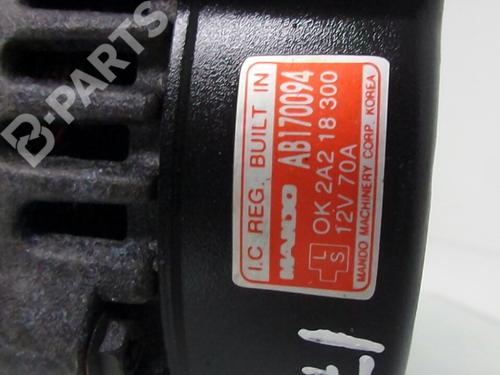 B-PARTS
I.C REG. BUILT IN
MANDO AB170094
L S OK 2A2 18 300
12V 70A
MANDO MACHINERY CORP. KOREA